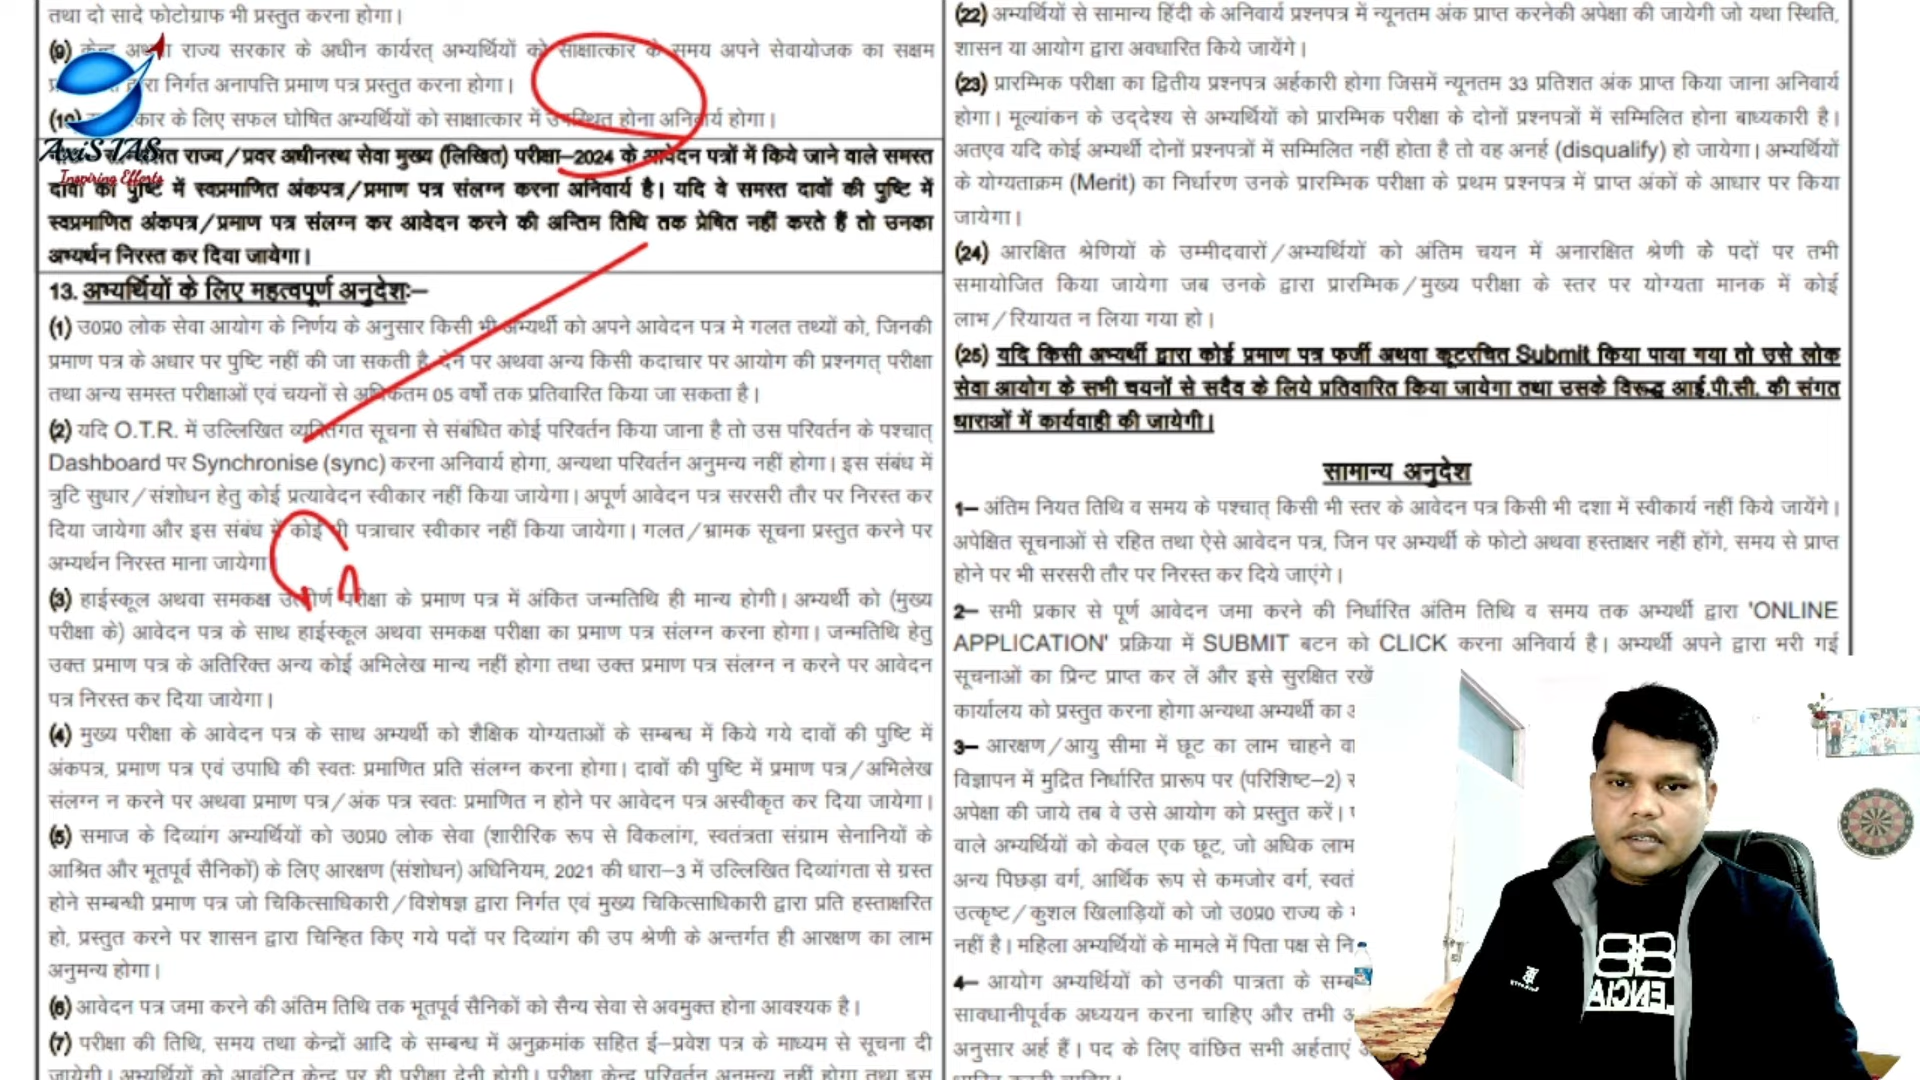 तथा दो सादे फोटोग्राफ भी प्रस्तुत करना होगा।
(9) राज्य सरकार के अधीन कार्यरत् अभ्यर्थियों को साक्षात्कार के समय अपने सेवायोजक का सक्षम
द्वारा निर्गत अनापत्ति प्रमाण पत्र प्रस्तुत करना होगा।
(10) के लिए सफल घोषित अभ्यर्थियों को साक्षात्कार में उपस्थित होना अनिवार्य होगा।
AxiS IAS
Inspiring Efforts
राज्य/प्रवर अधीनस्थ सेवा मुख्य (लिखित) परीक्षा–2024 के आवेदन पत्रों में किये जाने वाले समस्त
दावों की पुष्टि में स्वप्रमाणित अंकपत्र/प्रमाण पत्र संलग्न करना अनिवार्य है। यदि वे समस्त दावों की पुष्टि में
स्वप्रमाणित अंकपत्र/प्रमाण पत्र संलग्न कर आवेदन करने की अन्तिम तिथि तक प्रेषित नहीं करते हैं तो उनका
अभ्यर्थन निरस्त कर दिया जायेगा।
13. अभ्यर्थियों के लिए महत्वपूर्ण अनुदेशः–
(1) उ0प्र0 लोक सेवा आयोग के निर्णय के अनुसार किसी भी अभ्यर्थी को अपने आवेदन पत्र मे गलत तथ्यों को, जिनकी
प्रमाण पत्र के अधार पर पुष्टि नहीं की जा सकती है, देने पर अथवा अन्य किसी कदाचार पर आयोग की प्रश्नगत् परीक्षा
तथा अन्य समस्त परीक्षाओं एवं चयनों से अधिकतम 05 वर्षों तक प्रतिवारित किया जा सकता है।
(2) यदि O.T.R. में उल्लिखित व्यक्तिगत सूचना से संबंधित कोई परिवर्तन किया जाना है तो उस परिवर्तन के पश्चात्
Dashboard पर Synchronise (sync) करना अनिवार्य होगा, अन्यथा परिवर्तन अनुमन्य नहीं होगा। इस संबंध में
त्रुटि सुधार/संशोधन हेतु कोई प्रत्यावेदन स्वीकार नहीं किया जायेगा। अपूर्ण आवेदन पत्र सरसरी तौर पर निरस्त कर
दिया जायेगा और इस संबंध में कोई भी पत्राचार स्वीकार नहीं किया जायेगा। गलत/भ्रामक सूचना प्रस्तुत करने पर
अभ्यर्थन निरस्त माना जायेगा
(3) हाईस्कूल अथवा समकक्ष उत्तीर्ण परीक्षा के प्रमाण पत्र में अंकित जन्मतिथि ही मान्य होगी। अभ्यर्थी को (मुख्य
परीक्षा के) आवेदन पत्र के साथ हाईस्कूल अथवा समकक्ष परीक्षा का प्रमाण पत्र संलग्न करना होगा। जन्मतिथि हेतु
उक्त प्रमाण पत्र के अतिरिक्त अन्य कोई अभिलेख मान्य नहीं होगा तथा उक्त प्रमाण पत्र संलग्न न करने पर आवेदन
पत्र निरस्त कर दिया जायेगा।
(4) मुख्य परीक्षा के आवेदन पत्र के साथ अभ्यर्थी को शैक्षिक योग्यताओं के सम्बन्ध में किये गये दावों की पुष्टि में
अंकपत्र, प्रमाण पत्र एवं उपाधि की स्वतः प्रमाणित प्रति संलग्न करना होगा। दावों की पुष्टि में प्रमाण पत्र/अभिलेख
संलग्न न करने पर अथवा प्रमाण पत्र/अंक पत्र स्वतः प्रमाणित न होने पर आवेदन पत्र अस्वीकृत कर दिया जायेगा।
(5) समाज के दिव्यांग अभ्यर्थियों को उ0प्र0 लोक सेवा (शारीरिक रूप से विकलांग, स्वतंत्रता संग्राम सेनानियों के
आश्रित और भूतपूर्व सैनिकों) के लिए आरक्षण (संशोधन) अधिनियम, 2021 की धारा–3 में उल्लिखित दिव्यांगता से ग्रस्त
होने सम्बन्धी प्रमाण पत्र जो चिकित्साधिकारी/विशेषज्ञ द्वारा निर्गत एवं मुख्य चिकित्साधिकारी द्वारा प्रति हस्ताक्षरित
हो, प्रस्तुत करने पर शासन द्वारा चिन्हित किए गये पदों पर दिव्यांग की उप श्रेणी के अन्तर्गत ही आरक्षण का लाभ
अनुमन्य होगा।
(6) आवेदन पत्र जमा करने की अंतिम तिथि तक भूतपूर्व सैनिकों को सैन्य सेवा से अवमुक्त होना आवश्यक है।
(7) परीक्षा की तिथि, समय तथा केन्द्रों आदि के सम्बन्ध में अनुक्रमांक सहित ई–प्रवेश पत्र के माध्यम से सूचना दी
जायेगी। अभ्यर्थियों को आवंटित केन्द्र पर ही परीक्षा देनी होगी। परीक्षा केन्द्र परिवर्तन अनुमन्य नहीं होगा तथा इस
(22) अभ्यर्थियों से सामान्य हिंदी के अनिवार्य प्रश्नपत्र में न्यूनतम अंक प्राप्त करनेकी अपेक्षा की जायेगी जो यथा स्थिति,
शासन या आयोग द्वारा अवधारित किये जायेंगे।
(23) प्रारम्भिक परीक्षा का द्वितीय प्रश्नपत्र अर्हकारी होगा जिसमें न्यूनतम 33 प्रतिशत अंक प्राप्त किया जाना अनिवार्य
होगा। मूल्यांकन के उद्देश्य से अभ्यर्थियों को प्रारम्भिक परीक्षा के दोनों प्रश्नपत्रों में सम्मिलित होना बाध्यकारी है।
अतएव यदि कोई अभ्यर्थी दोनों प्रश्नपत्रों में सम्मिलित नहीं होता है तो वह अनर्ह (disqualify) हो जायेगा। अभ्यर्थियों
के योग्यताक्रम (Merit) का निर्धारण उनके प्रारम्भिक परीक्षा के प्रथम प्रश्नपत्र में प्राप्त अंकों के आधार पर किया
जायेगा।
(24) आरक्षित श्रेणियों के उम्मीदवारों/अभ्यर्थियों को अंतिम चयन में अनारक्षित श्रेणी के पदों पर तभी
समायोजित किया जायेगा जब उनके द्वारा प्रारम्भिक/मुख्य परीक्षा के स्तर पर योग्यता मानक में कोई
लाभ/रियायत न लिया गया हो।
(25) यदि किसी अभ्यर्थी द्वारा कोई प्रमाण पत्र फर्जी अथवा कूटरचित Submit किया पाया गया तो उसे लोक
सेवा आयोग के सभी चयनों से सदैव के लिये प्रतिवारित किया जायेगा तथा उसके विरूद्ध आई.पी.सी. की संगत
धाराओं में कार्यवाही की जायेगी।
सामान्य अनुदेश
1– अंतिम नियत तिथि व समय के पश्चात् किसी भी स्तर के आवेदन पत्र किसी भी दशा में स्वीकार्य नहीं किये जायेंगे।
अपेक्षित सूचनाओं से रहित तथा ऐसे आवेदन पत्र, जिन पर अभ्यर्थी के फोटो अथवा हस्ताक्षर नहीं होंगे, समय से प्राप्त
होने पर भी सरसरी तौर पर निरस्त कर दिये जाएंगे।
2– सभी प्रकार से पूर्ण आवेदन जमा करने की निर्धारित अंतिम तिथि व समय तक अभ्यर्थी द्वारा 'ONLINE
APPLICATION' प्रक्रिया में SUBMIT बटन को CLICK करना अनिवार्य है। अभ्यर्थी अपने द्वारा भरी गई
सूचनाओं का प्रिन्ट प्राप्त कर लें और इसे सुरक्षित रखें
कार्यालय को प्रस्तुत करना होगा अन्यथा अभ्यर्थी का
3– आरक्षण/आयु सीमा में छूट का लाभ चाहने
विज्ञापन में मुद्रित निर्धारित प्रारूप पर (परिशिष्ट–2)
अपेक्षा की जाये तब वे उसे आयोग को प्रस्तुत करें।
वाले अभ्यर्थियों को केवल एक छूट, जो अधिक
अन्य पिछड़ा वर्ग, आर्थिक रूप से कमजोर वर्ग,
उत्कृष्ट/कुशल खिलाड़ियों को जो उ0प्र0 राज्य के
नहीं है। महिला अभ्यर्थियों के मामले में पिता पक्ष से
4– आयोग अभ्यर्थियों को उनकी पात्रता के
सावधानीपूर्वक अध्ययन करना चाहिए और तभी
अनुसार अर्ह हैं। पद के लिए वांछित सभी अर्हताएं